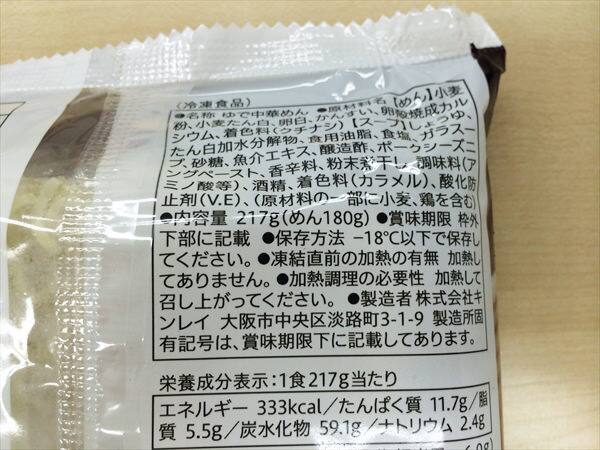 (冷凍食品)
●名称 ゆで中華めん ●原材料名 【めん】小麦
粉、小麦たん白、卵白、かんすい、卵殻焼成カル
シウム、着色料(クチナシ)【スープ】しょうゆ、
たん白加水分解物、食用油脂、食塩、ガラスー
プ、砂糖、魚介エキス、醸造酢、ポークシーズニ
ングペースト、香辛料、粉末煮干し、調味料(ア
ミノ酸等)、酒精、着色料(カラメル)、酸化防
止剤(V.E)、(原材料の一部に小麦、鶏を含む)
●内容量 217g(めん180g) ●賞味期限 枠外
下部に記載 ●保存方法 −18℃以下で保存し
てください。●凍結直前の加熱の有無 加熱し
てありません。●加熱調理の必要性 加熱して
召し上がってください。●製造者 株式会社キ
ンレイ 大阪市中央区淡路町3-1-9 製造所固
有記号は、賞味期限下に記載してあります。
栄養成分表示:1食217g当たり
エネルギー 333kcal/たんぱく質 11.7g/脂
質 5.5g/炭水化物 59.1g/ナトリウム 2.4g